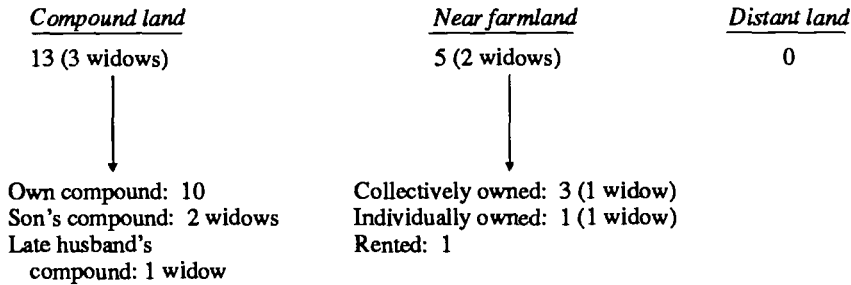 Compound land
13 (3 widows)
Own compound: 10
Son's compound: 2 widows
Late husband's
compound: 1 widow
Near farmland
5 (2 widows)
Collectively owned: 3 (1 widow)
Individually owned: 1 (1 widow)
Rented: 1
Distant land
0